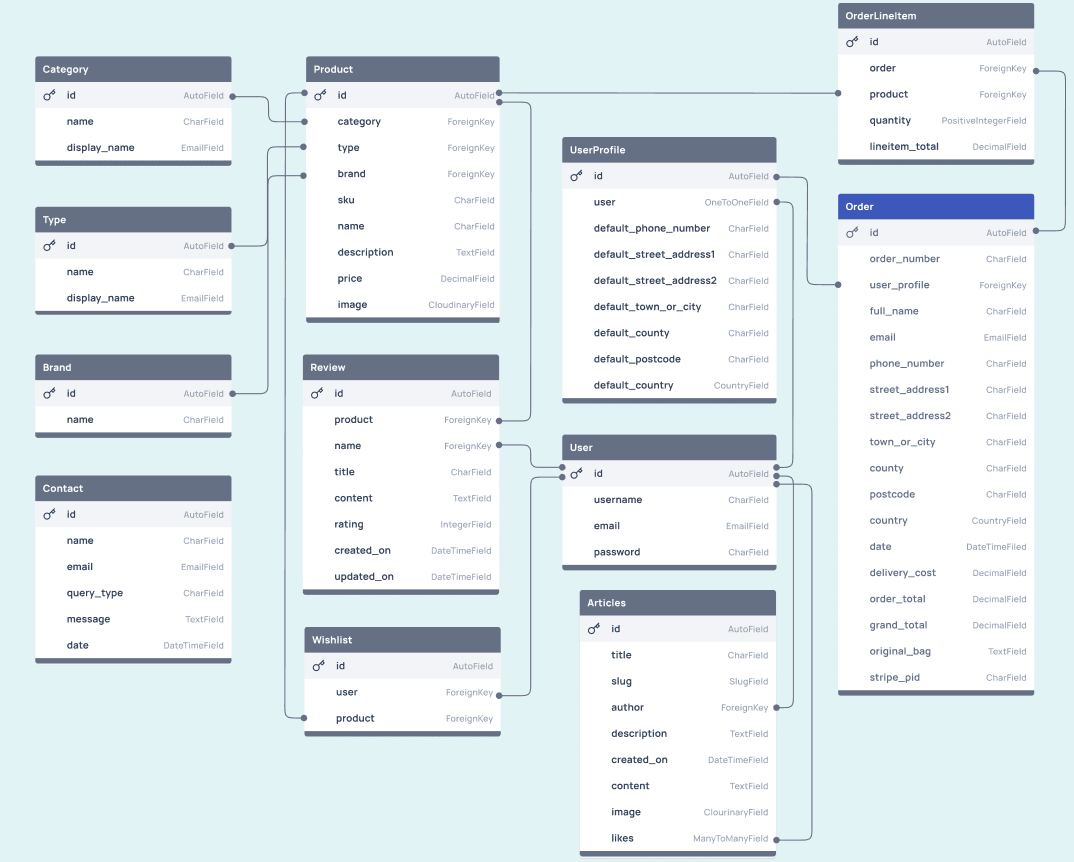 Category
id AutoField
name CharField
display_name EmailField
Type
id AutoField
name CharField
display_name EmailField
Brand
id AutoField
name CharField
Contact
id AutoField
name CharField
email EmailField
query_type CharField
message TextField
date DateTimeField
Product
id AutoField
category ForeignKey
type ForeignKey
brand ForeignKey
sku CharField
name CharField
description TextField
price DecimalField
image CloudinaryField
Review
id AutoField
product ForeignKey
name ForeignKey
title CharField
content TextField
rating IntegerField
created_on DateTimeField
updated_on DateTimeField
Wishlist
id AutoField
user ForeignKey
product ForeignKey
UserProfile
id AutoField
user OneToOneField
default_phone_number CharField
default_street_address1 CharField
default_street_address2 CharField
default_town_or_city CharField
default_county CharField
default_postcode CharField
default_country CountryField
User
id AutoField
username CharField
email EmailField
password CharField
Articles
id AutoField
title CharField
slug SlugField
author ForeignKey
description TextField
created_on DateTimeField
content TextField
image ClourinaryField
likes ManyToManyField
OrderLineItem
id AutoField
order ForeignKey
product ForeignKey
quantity PositiveIntegerField
lineitem_total DecimalField
Order
id AutoField
order_number CharField
user_profile ForeignKey
full_name CharField
email EmailField
phone_number CharField
street_address1 CharField
street_address2 CharField
town_or_city CharField
county CharField
postcode CharField
country CountryField
date DateTimeFiled
delivery_cost DecimalField
order_total DecimalField
grand_total DecimalField
original_bag TextField
stripe_pid CharField